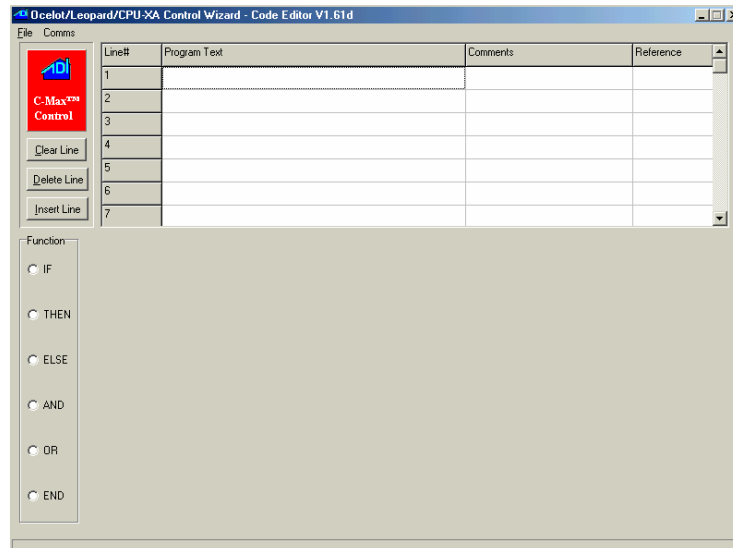 ADI Ocelot/Leopard/CPU-XA Control Wizard - Code Editor V1.61d
File Comms
ADI
C-Max™
Control
Clear Line
Delete Line
Insert Line
Line# Program Text Comments Reference
1
2
3
4
5
6
7
Function
IF
THEN
ELSE
AND
OR
END